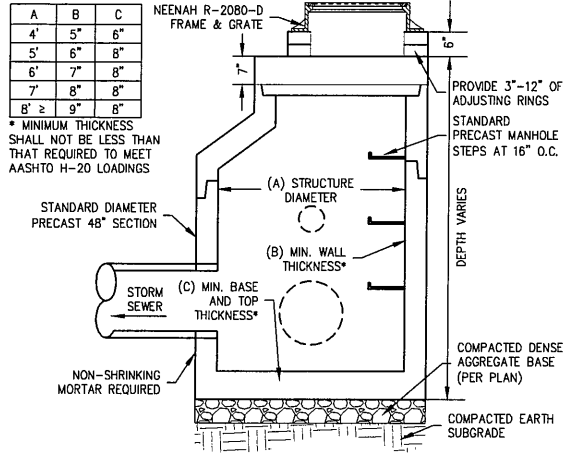 A B C
4' 5" 6"
5' 6" 8"
6' 7" 8"
7' 8" 8"
8' ≥ 9" 8"
* MINIMUM THICKNESS
SHALL NOT BE LESS THAN
THAT REQUIRED TO MEET
AASHTO H-20 LOADINGS
NEENAH R-2080-D
FRAME & GRATE
6"
7"
PROVIDE 3"-12" OF
ADJUSTING RINGS
STANDARD
PRECAST MANHOLE
STEPS AT 16" O.C.
(A) STRUCTURE
DIAMETER
STANDARD DIAMETER
PRECAST 48" SECTION
(B) MIN. WALL
THICKNESS*
DEPTH VARIES
(C) MIN. BASE
AND TOP
THICKNESS*
STORM
SEWER
NON-SHRINKING
MORTAR REQUIRED
COMPACTED DENSE
AGGREGATE BASE
(PER PLAN)
COMPACTED EARTH
SUBGRADE